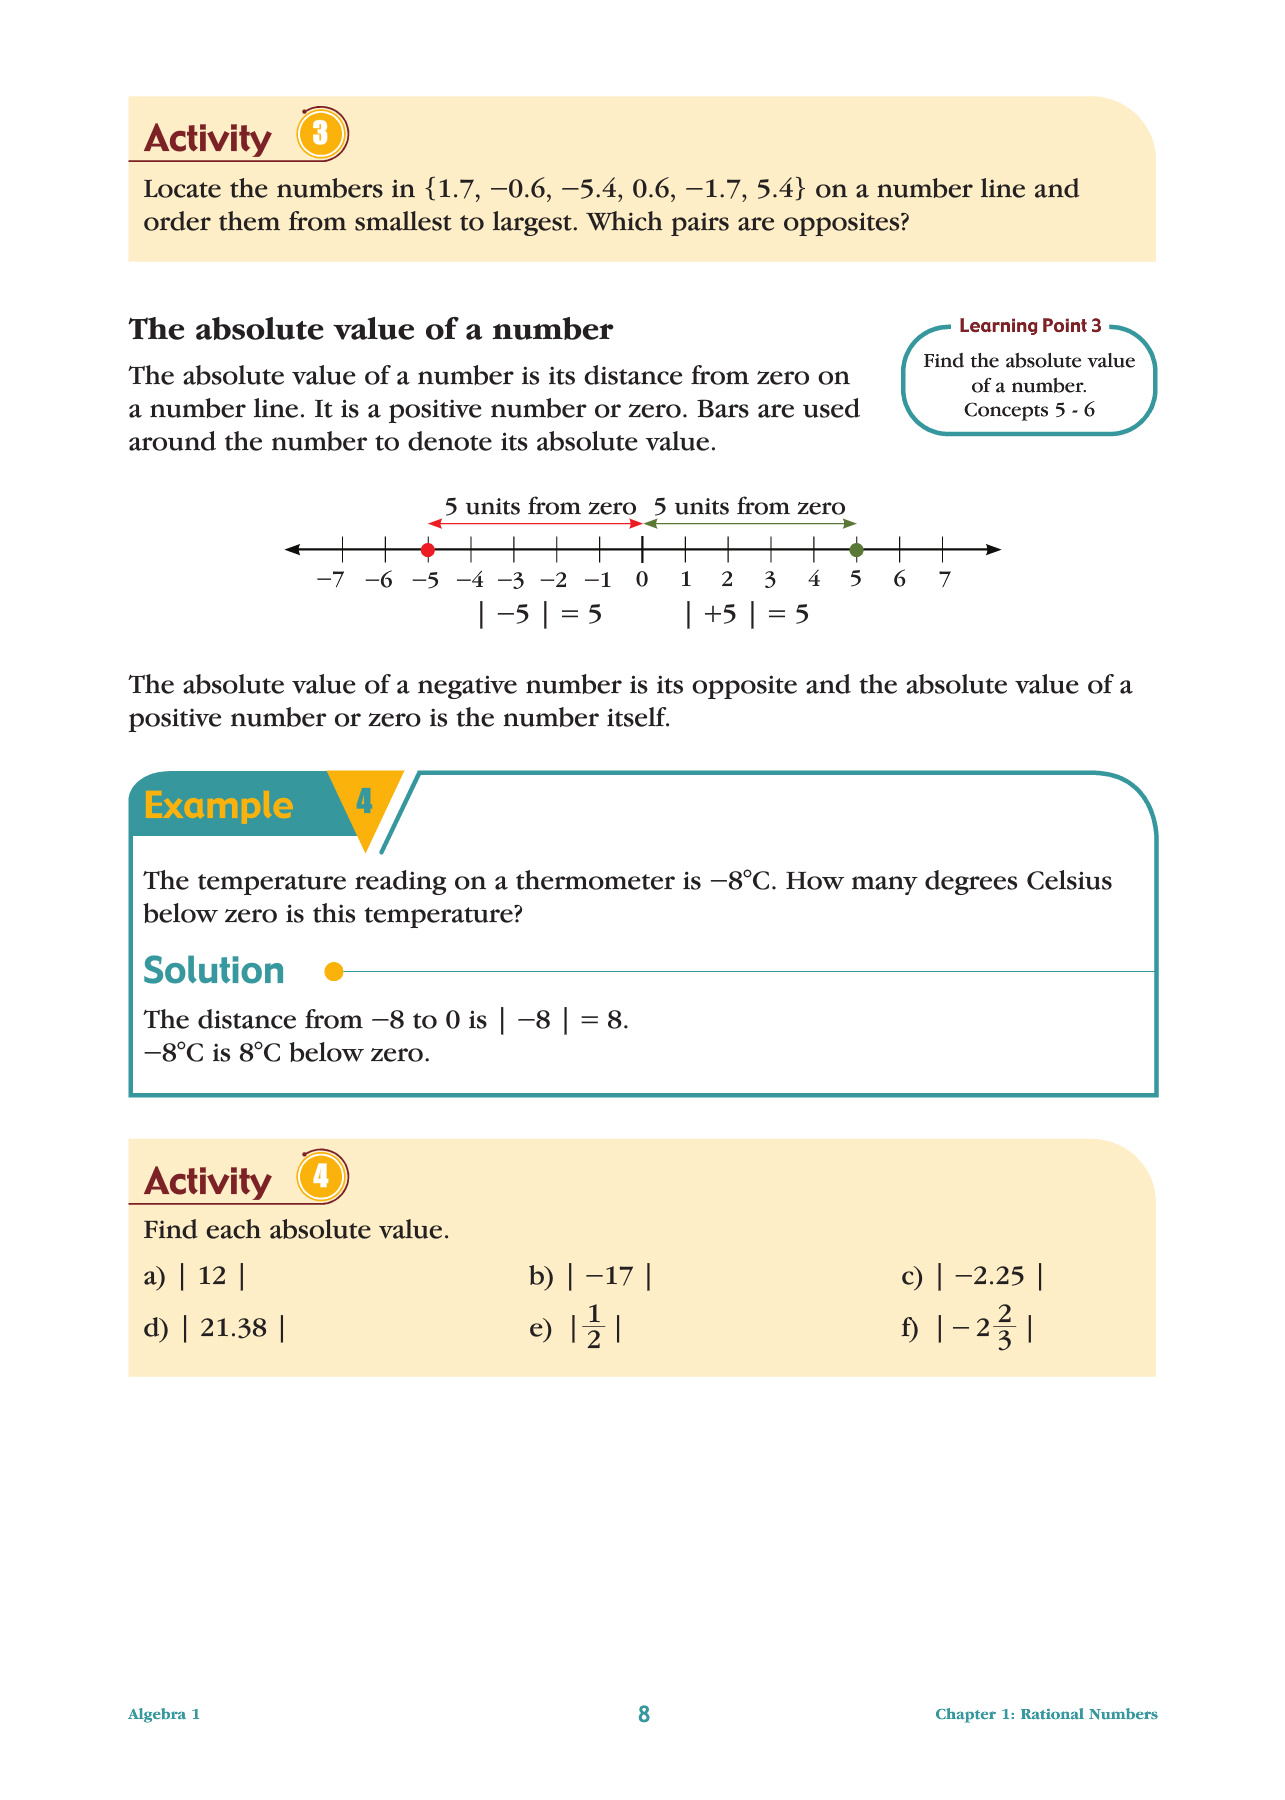 Activity 3
Locate the numbers in {1.7, −0.6, −5.4, 0.6, −1.7, 5.4} on a number line and
order them from smallest to largest. Which pairs are opposites?
The absolute value of a number
The absolute value of a number is its distance from zero on
a number line. It is a positive number or zero. Bars are used
around the number to denote its absolute value.
Learning Point 3
Find the absolute value
of a number.
Concepts 5 - 6
5 units from zero 5 units from zero
−7 −6 −5 −4 −3 −2 −1 0 1 2 3 4 5 6 7
| −5 | = 5 | +5 | = 5
The absolute value of a negative number is its opposite and the absolute value of a
positive number or zero is the number itself.
Example 4
The temperature reading on a thermometer is −8°C. How many degrees Celsius
below zero is this temperature?
Solution
The distance from −8 to 0 is | −8 | = 8.
−8°C is 8°C below zero.
Activity 4
Find each absolute value.
a) | 12 | b) | −17 | c) | −2.25 |
d) | 21.38 | e) | 1/2 | f) | − 2 2/3 |
Algebra 1 8 Chapter 1: Rational Numbers